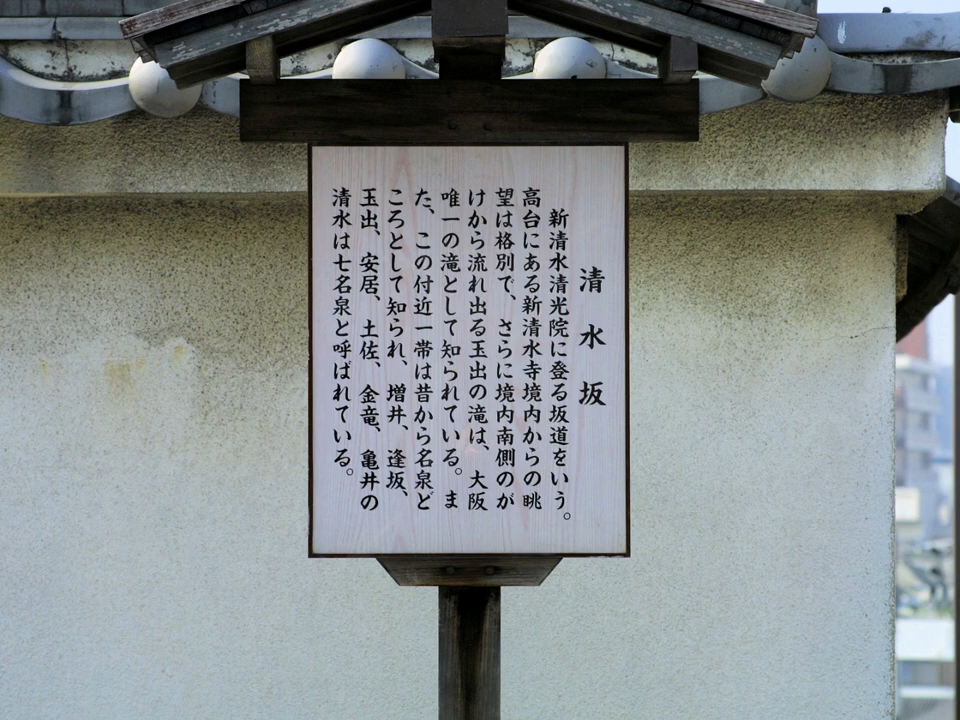 清水坂
新清水清光院に登る坂道をいう。
高台にある新清水寺境内からの眺
望は格別で、さらに境内南側のが
けから流れ出る玉出の滝は、大阪
唯一の滝として知られている。ま
た、この付近一帯は昔から名泉ど
ころとして知られ、増井、逢坂、
玉出、安居、土佐、金竜、亀井の
清水は七名泉と呼ばれている。